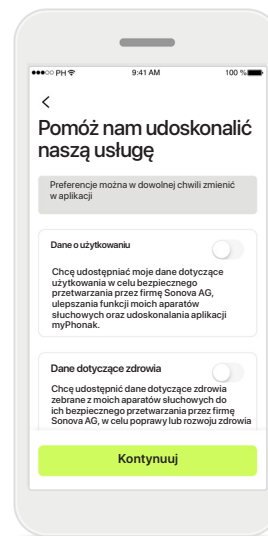 PH 9:41 AM 100 %
Pomóż nam udoskonalić
naszą usługę
Preferencje można w dowolnej chwili zmienić
w aplikacji
Dane o użytkowaniu
Chcę udostępniać moje dane dotyczące
użytkowania w celu bezpiecznego
przetwarzania przez firmę Sonova AG,
ulepszania funkcji moich aparatów
słuchowych oraz udoskonalania aplikacji
myPhonak.
Dane dotyczące zdrowia
Chcę udostępnić dane dotyczące zdrowia
zebrane z moich aparatów słuchowych do
ich bezpiecznego przetwarzania przez firmę
Sonova AG, w celu poprawy lub rozwoju zdrowia
Kontynuuj